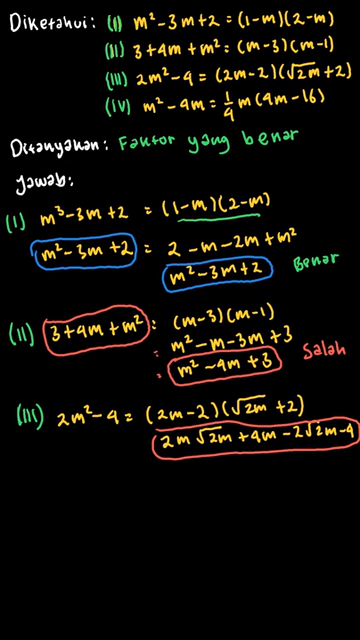 Diketahui: (I) m² - 3m + 2 = (1-m)(2-m)
(II) 3 + 4m + m² = (m-3)(m-1)
(III) 2m² - 4 = (2m-2)(√2m + 2)
(IV) m² - 4m = 1/4 m (4m - 16)
Ditanyakan: Faktor yang benar
Jawab:
(I) m³ - 3m + 2 = (1-m)(2-m)
m² - 3m + 2 = 2 - m - 2m + m²
m² - 3m + 2 Benar
(II) 3 + 4m + m² : (m-3)(m-1)
= m² - m - 3m + 3
= m² - 4m + 3 Salah
(III) 2m² - 4 = (2m-2)(√2m + 2)
2m √2m + 4m - 2√2m - 4